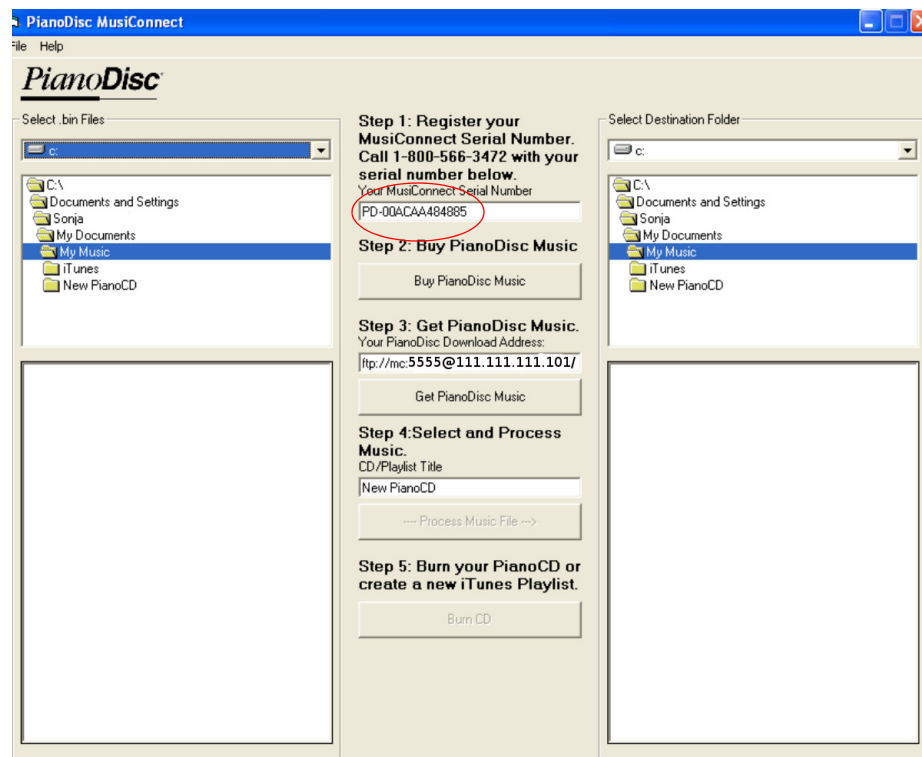 PianoDisc MusiConnect
File Help
PianoDisc
Select .bin Files
c:
C:\
Documents and Settings
Sonja
My Documents
My Music
iTunes
New PianoCD
Step 1: Register your
MusiConnect Serial Number.
Call 1-800-566-3472 with your
serial number below.
Your MusiConnect Serial Number
PD-00ACAA484885
Step 2: Buy PianoDisc Music
Buy PianoDisc Music
Step 3: Get PianoDisc Music.
Your PianoDisc Download Address:
ftp://mc:5555@111.111.111.101/
Get PianoDisc Music
Step 4:Select and Process
Music.
CD/Playlist Title
New PianoCD
---- Process Music File --->
Step 5: Burn your PianoCD or
create a new iTunes Playlist.
Burn CD
Select Destination Folder
c:
C:\
Documents and Settings
Sonja
My Documents
My Music
iTunes
New PianoCD